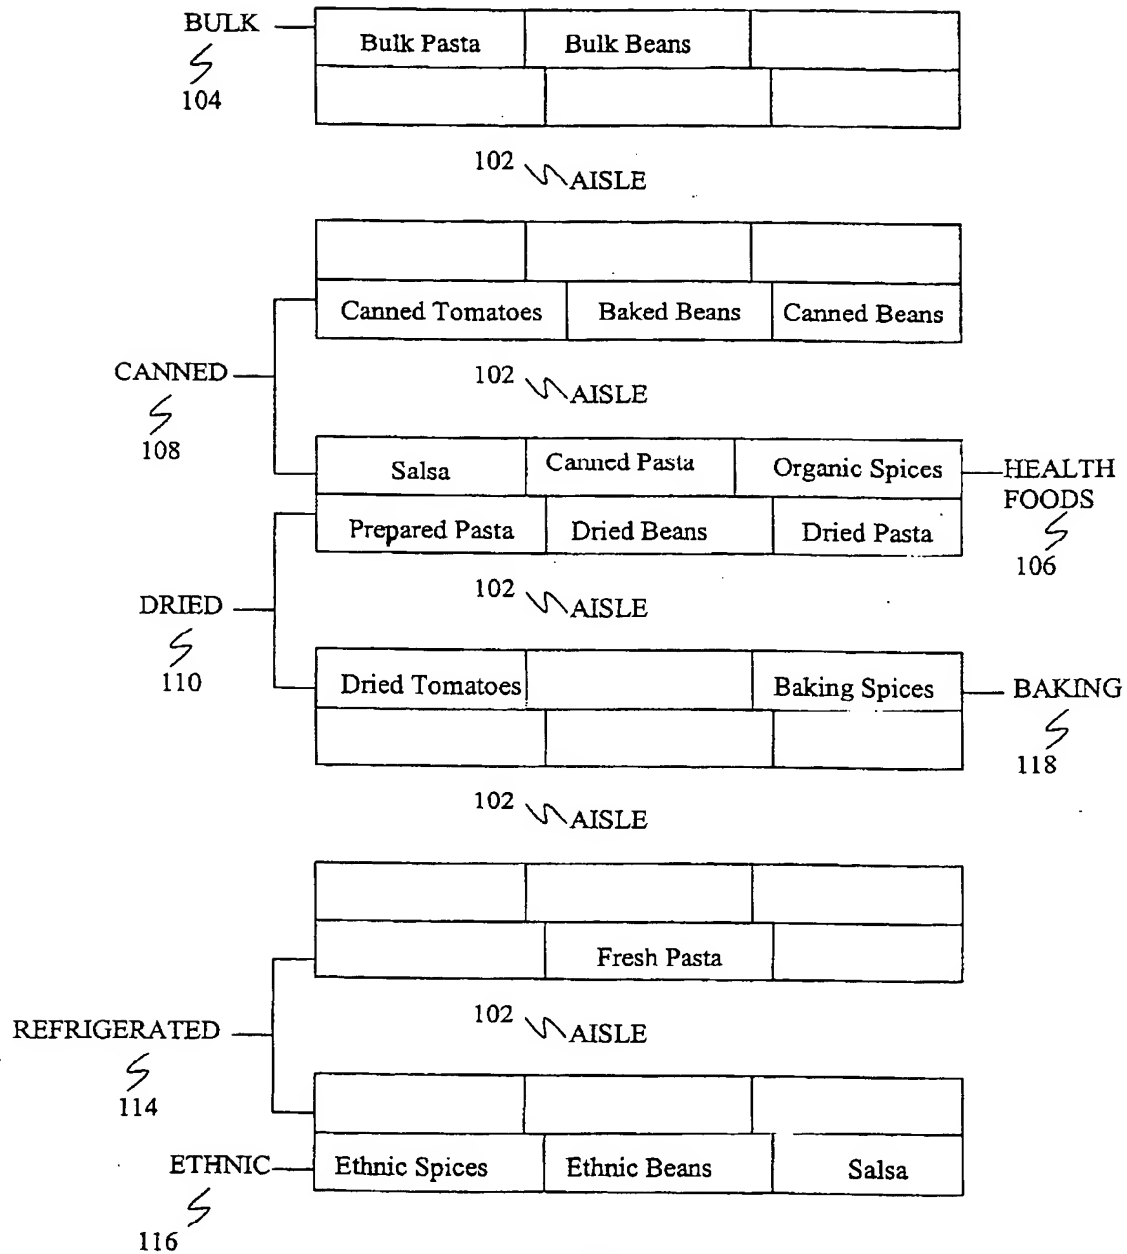 BULK
Bulk Pasta
Bulk Beans
104
102
AISLE
Canned Tomatoes
Baked Beans
Canned Beans
CANNED
102
AISLE
108
Salsa
Canned Pasta
Organic Spices
HEALTH
FOODS
Prepared Pasta
Dried Beans
Dried Pasta
106
DRIED
102
AISLE
110
Dried Tomatoes
Baking Spices
BAKING
118
102
AISLE
Fresh Pasta
REFRIGERATED
102
AISLE
114
ETHNIC
Ethnic Spices
Ethnic Beans
Salsa
116